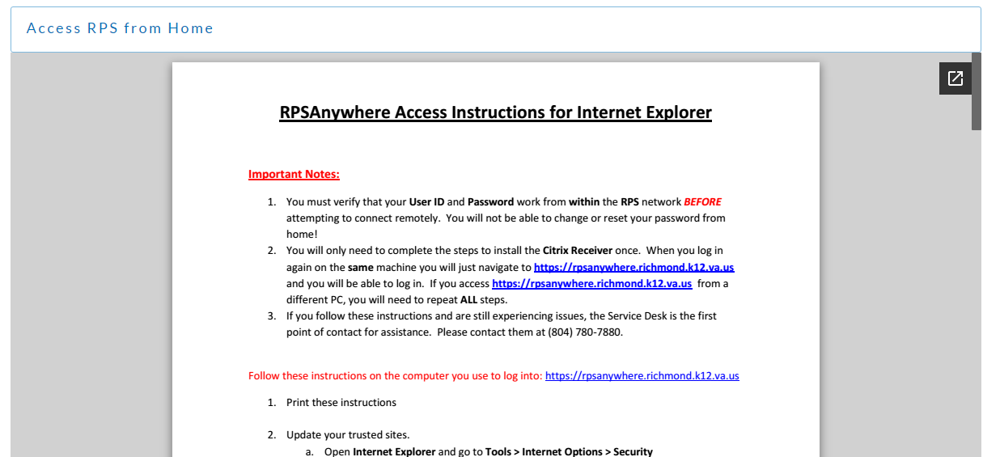 Access RPS from Home
RPSAnywhere Access Instructions for Internet Explorer
Important Notes:
1. You must verify that your User ID and Password work from within the RPS network BEFORE
attempting to connect remotely. You will not be able to change or reset your password from
home!
2. You will only need to complete the steps to install the Citrix Receiver once. When you log in
again on the same machine you will just navigate to https://rpsanywhere.richmond.k12.va.us
and you will be able to log in. If you access https://rpsanywhere.richmond.k12.va.us from a
different PC, you will need to repeat ALL steps.
3. If you follow these instructions and are still experiencing issues, the Service Desk is the first
point of contact for assistance. Please contact them at (804) 780-7880.
Follow these instructions on the computer you use to log into: https://rpsanywhere.richmond.k12.va.us
1. Print these instructions
2. Update your trusted sites.
a. Open Internet Explorer and go to Tools > Internet Options > Security